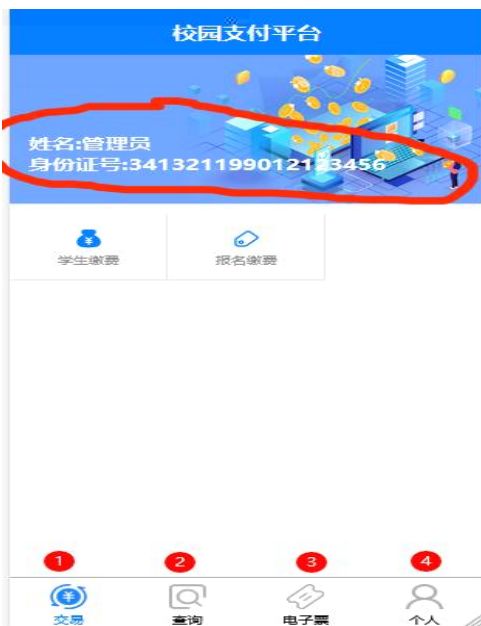 校园支付平台
姓名:管理员
身份证号:341321199012123456
学生缴费
报名缴费
1
2
3
4
交易
查询
电子票
个人